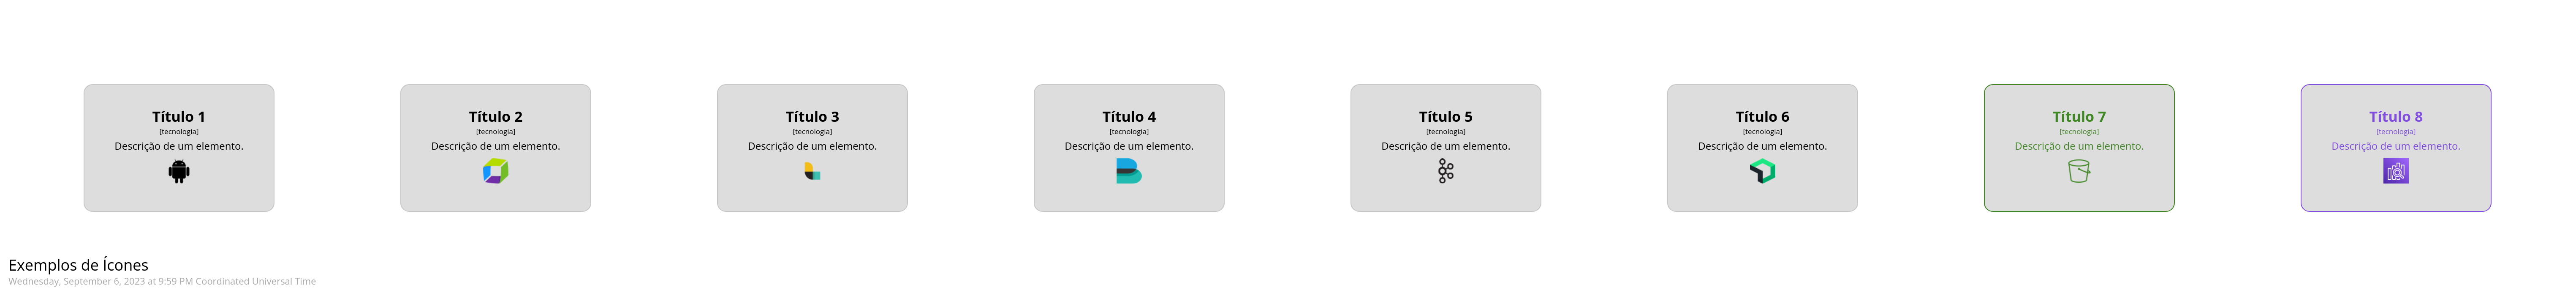 Título 1
[tecnologia]
Descrição de um elemento.
Título 2
[tecnologia]
Descrição de um elemento.
Título 3
[tecnologia]
Descrição de um elemento.
Título 4
[tecnologia]
Descrição de um elemento.
Título 5
[tecnologia]
Descrição de um elemento.
Título 6
[tecnologia]
Descrição de um elemento.
Título 7
[tecnologia]
Descrição de um elemento.
Título 8
[tecnologia]
Descrição de um elemento.
Exemplos de Ícones
Wednesday, September 6, 2023 at 9:59 PM Coordinated Universal Time